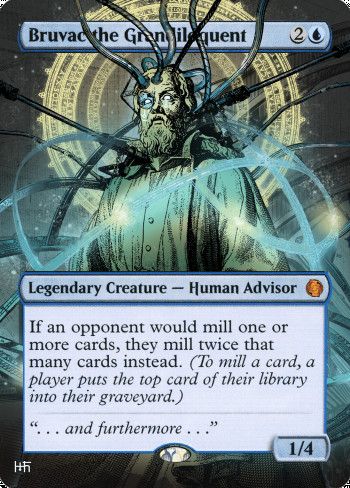 Bruvac the Grandiloquent 2
Legendary Creature — Human Advisor
If an opponent would mill one or
more cards, they mill twice that
many cards instead. (To mill a card, a
player puts the top card of their library
into their graveyard.)
“. . . and furthermore . . .”
1/4